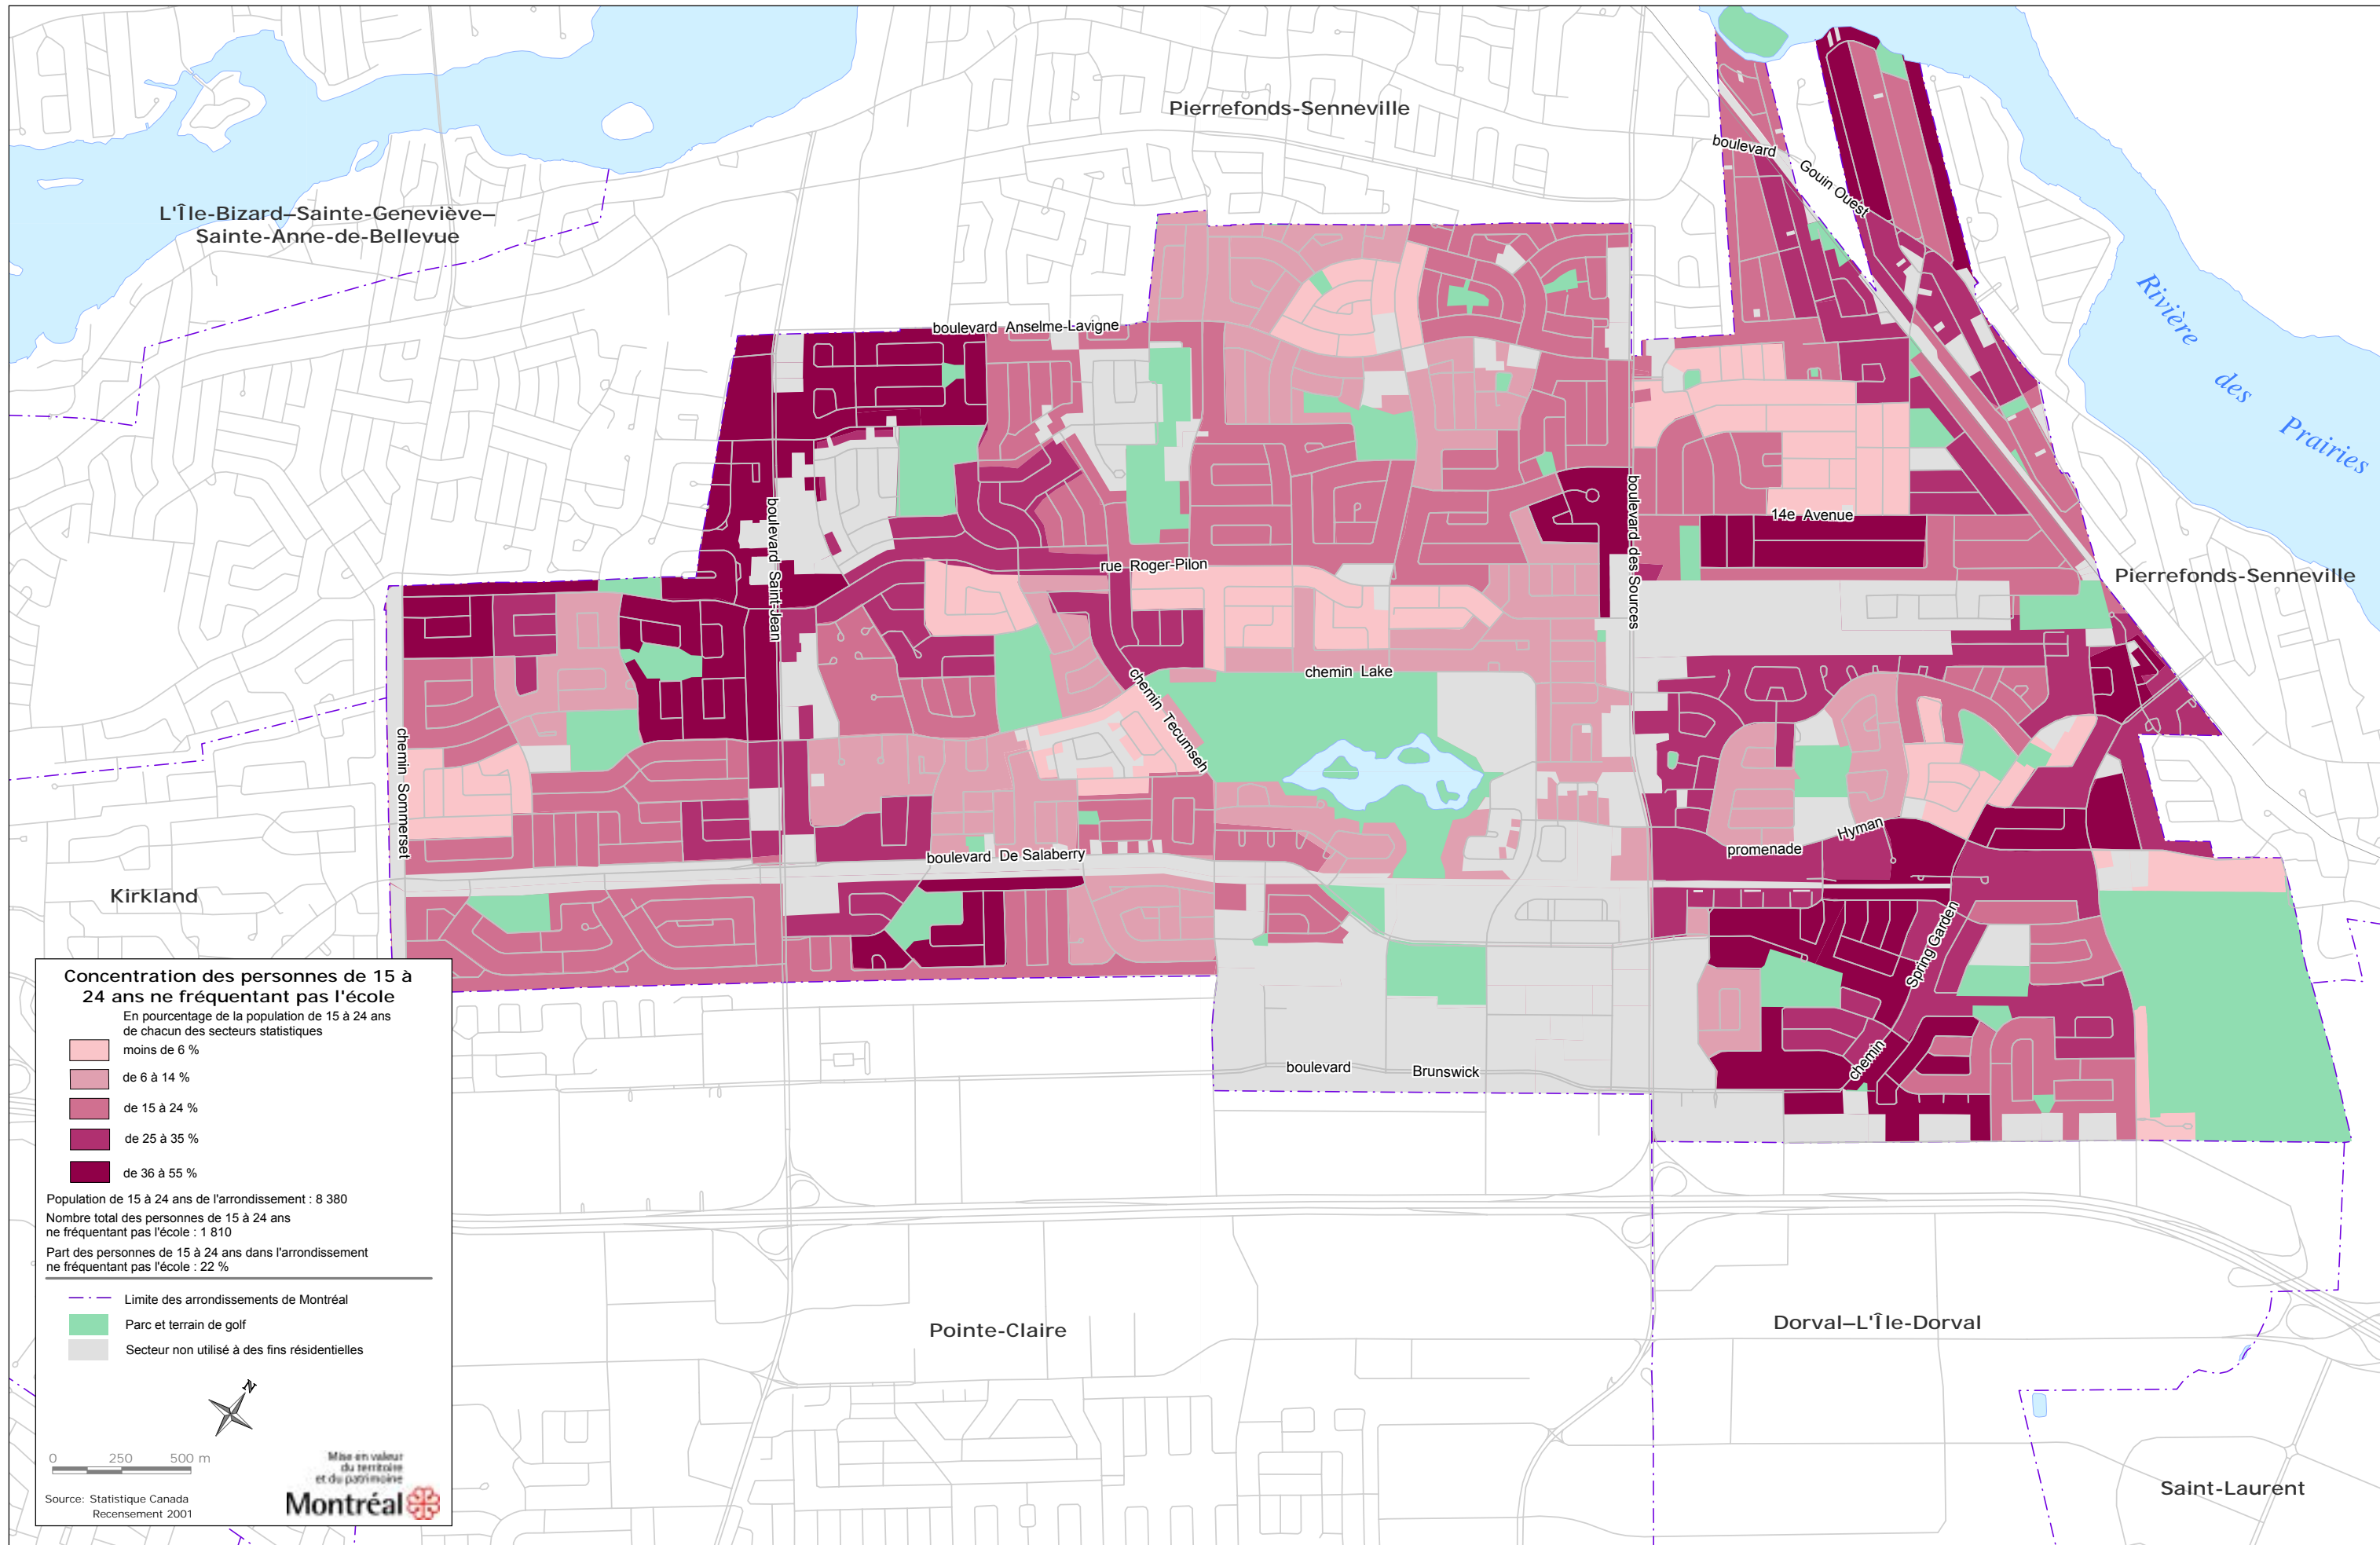 Pierrefonds-Senneville
L'Île-Bizard–Sainte-Geneviève–
Sainte-Anne-de-Bellevue
boulevard Gouin Ouest
Rivière des Prairies
boulevard Anselme-Lavigne
boulevard Saint-Jean
boulevard des Sources
14e Avenue
rue Roger-Pilon
Pierrefonds-Senneville
chemin Lake
chemin Tecumseh
chemin Sommerset
promenade Hyman
boulevard De Salaberry
Kirkland
chemin Spring Garden
boulevard Brunswick
Pointe-Claire
Dorval–L'Île-Dorval
Saint-Laurent
Concentration des personnes de 15 à
24 ans ne fréquentant pas l'école
En pourcentage de la population de 15 à 24 ans
de chacun des secteurs statistiques
moins de 6 %
de 6 à 14 %
de 15 à 24 %
de 25 à 35 %
de 36 à 55 %
Population de 15 à 24 ans de l'arrondissement : 8 380
Nombre total des personnes de 15 à 24 ans
ne fréquentant pas l'école : 1 810
Part des personnes de 15 à 24 ans dans l'arrondissement
ne fréquentant pas l'école : 22 %
Limite des arrondissements de Montréal
Parc et terrain de golf
Secteur non utilisé à des fins résidentielles
N
0 250 500 m
Mise en valeur
du territoire
et du patrimoine
Montréal
Source: Statistique Canada
Recensement 2001